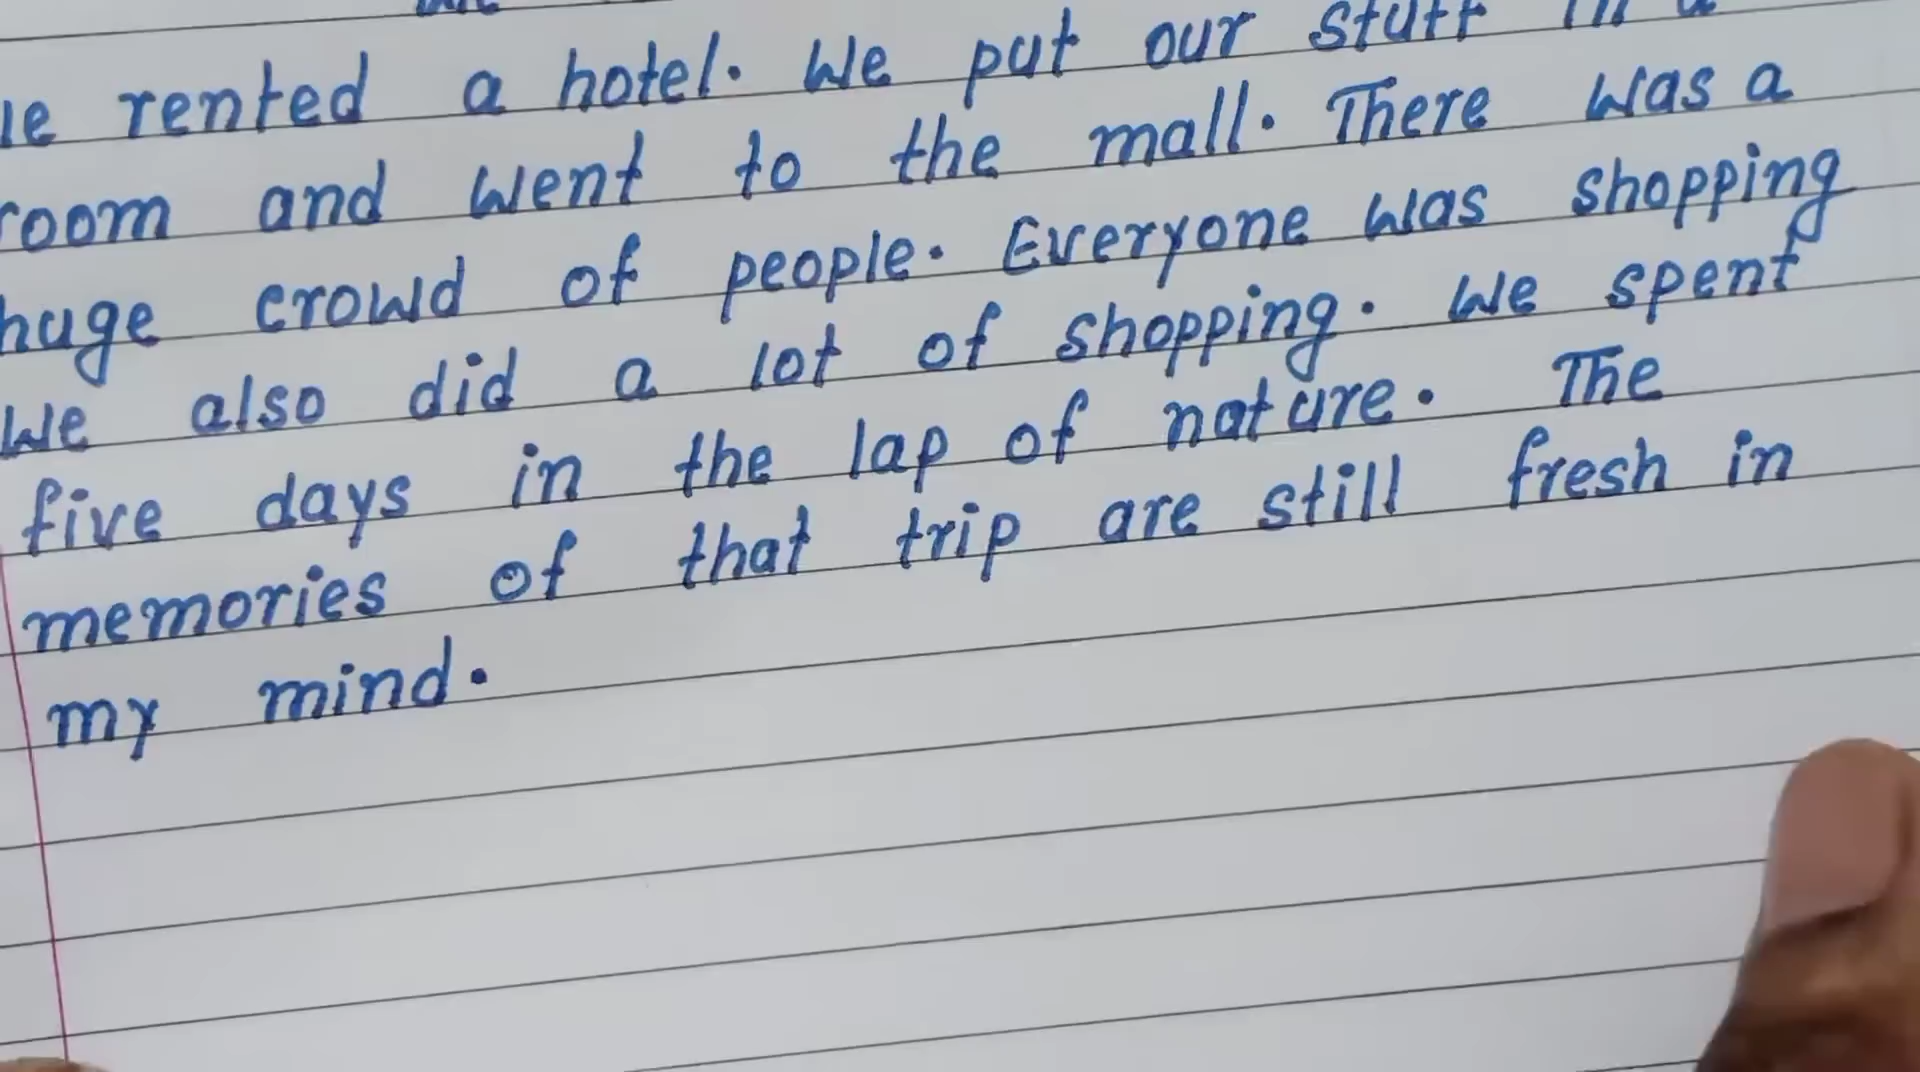 rented a hotel. We put our stuff in a
room and went to the mall. There was a
huge crowd of people. Everyone was shopping
We also did a lot of shopping. We spent
five days in the lap of nature. The
memories of that trip are still fresh in
my mind.